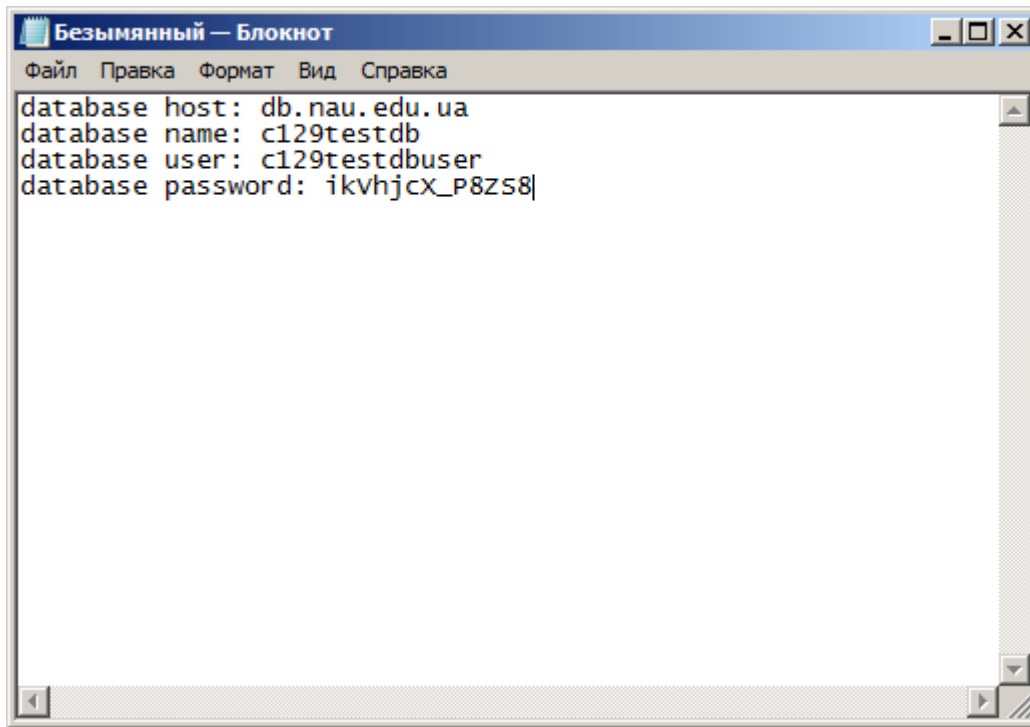 Безымянный — Блокнот
Файл Правка Формат Вид Справка
database host: db.nau.edu.ua
database name: c129testdb
database user: c129testdbuser
database password: ikVhjcX_P8ZS8